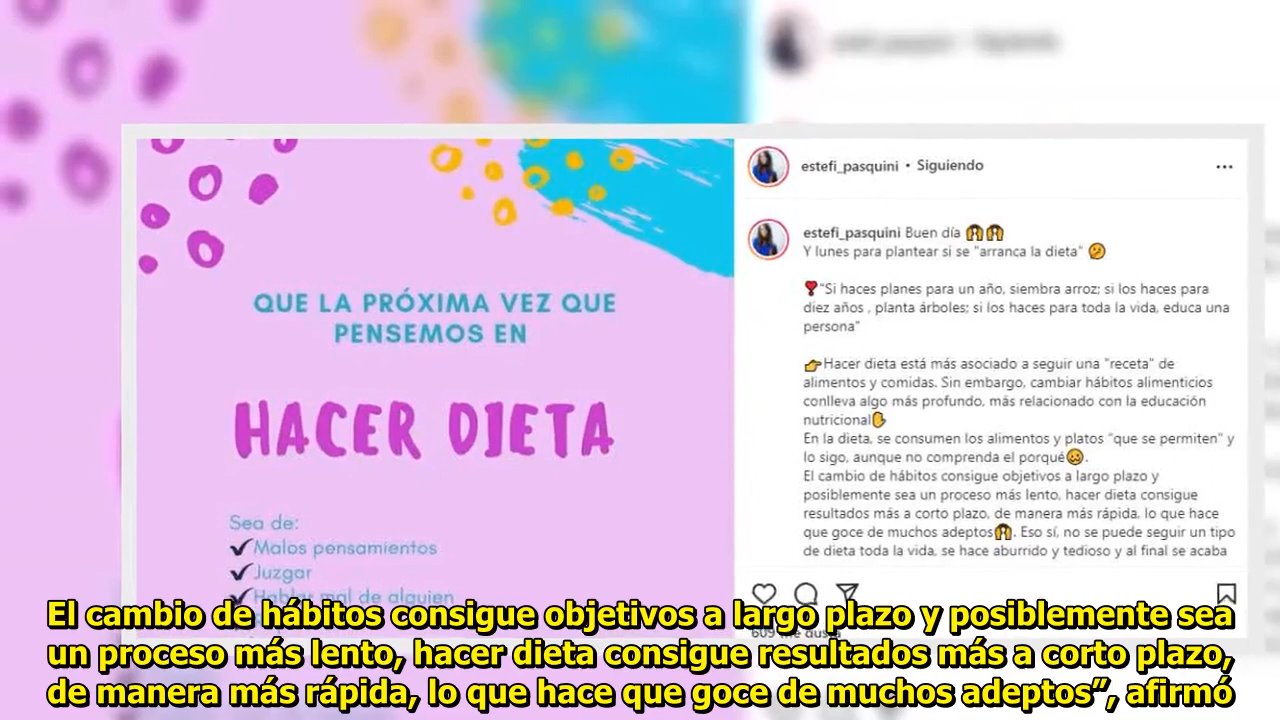 QUE LA PRÓXIMA VEZ QUE
PENSEMOS EN
HACER DIETA
Sea de:
✔Malos pensamientos
✔Juzgar
✔Hablar mal de alguien
estefi_pasquini • Siguiendo
estefi_pasquini Buen día 🙌🙌
Y lunes para plantear si se "arranca la dieta" 🤔
❣"Si haces planes para un año, siembra arroz; si los haces para
diez años , planta árboles; si los haces para toda la vida, educa una
persona"
👉Hacer dieta está más asociado a seguir una "receta" de
alimentos y comidas. Sin embargo, cambiar hábitos alimenticios
conlleva algo más profundo, más relacionado con la educación
nutricional✋
En la dieta, se consumen los alimentos y platos "que se permiten" y
lo sigo, aunque no comprenda el porqué🥴.
El cambio de hábitos consigue objetivos a largo plazo y
posiblemente sea un proceso más lento, hacer dieta consigue
resultados más a corto plazo, de manera más rápida, lo que hace
que goce de muchos adeptos🙌. Eso sí, no se puede seguir un tipo
de dieta toda la vida, se hace aburrido y tedioso y al final se acaba
609 me gusta
El cambio de hábitos consigue objetivos a largo plazo y posiblemente sea
un proceso más lento, hacer dieta consigue resultados más a corto plazo,
de manera más rápida, lo que hace que goce de muchos adeptos”, afirmó